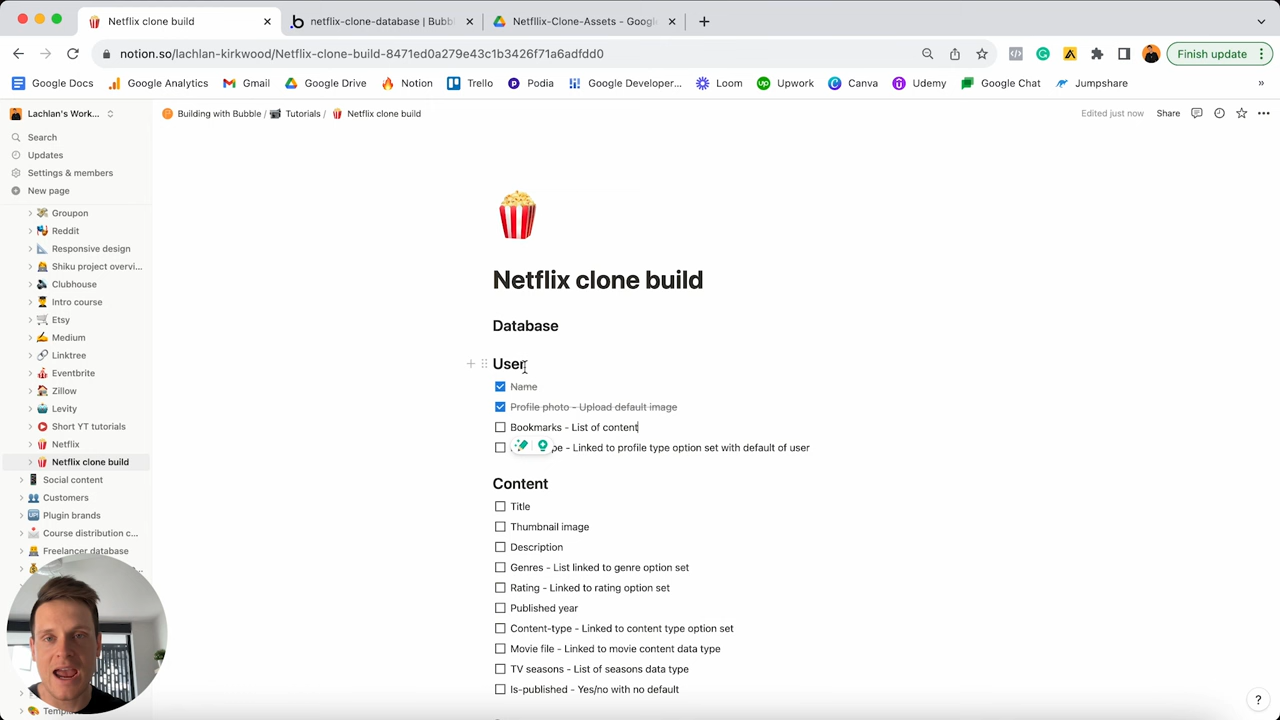 Netflix clone build
netflix-clone-database | Bubb
Netfllix-Clone-Assets - Google
notion.so/lachlan-kirkwood/Netflix-clone-build-8471ed0a279e43c1b3426f71a6adfdd0
Finish update
Google Docs
Google Analytics
Gmail
Google Drive
Notion
Trello
Podia
Google Developer...
Loom
Upwork
Canva
Udemy
Google Chat
Jumpshare
Lachlan's Work...
Building with Bubble / Tutorials / Netflix clone build
Edited just now
Share
Search
Updates
Settings & members
New page
Groupon
Reddit
Responsive design
Shiku project overvi...
Clubhouse
Intro course
Etsy
Medium
Linktree
Eventbrite
Zillow
Levity
Short YT tutorials
Netflix
Netflix clone build
Social content
Customers
Plugin brands
Course distribution c...
Freelancer database
Netflix clone build
Database
User
Name
Profile photo - Upload default image
Bookmarks - List of content
pe - Linked to profile type option set with default of user
Content
Title
Thumbnail image
Description
Genres - List linked to genre option set
Rating - Linked to rating option set
Published year
Content-type - Linked to content type option set
Movie file - Linked to movie content data type
TV seasons - List of seasons data type
Is-published - Yes/no with no default
?